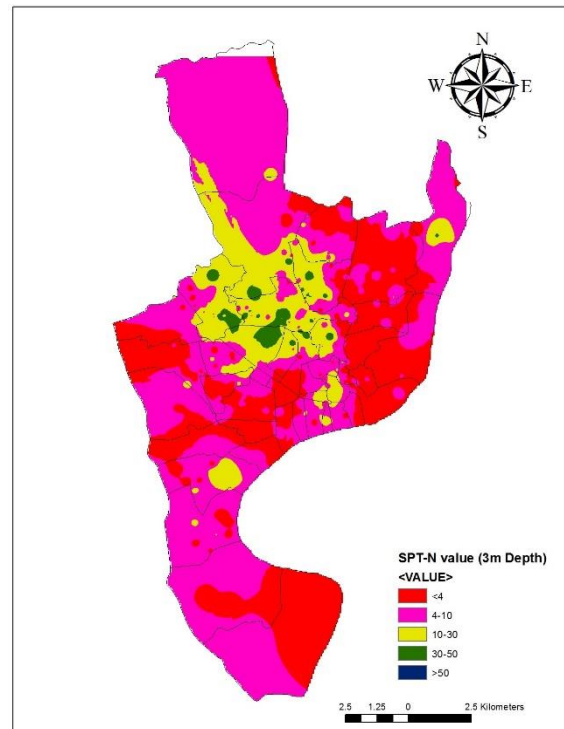 N
W E
S
SPT-N value (3m Depth)
<VALUE>
<4
4-10
10-30
30-50
>50
2.5 1.25 0 2.5 Kilometers